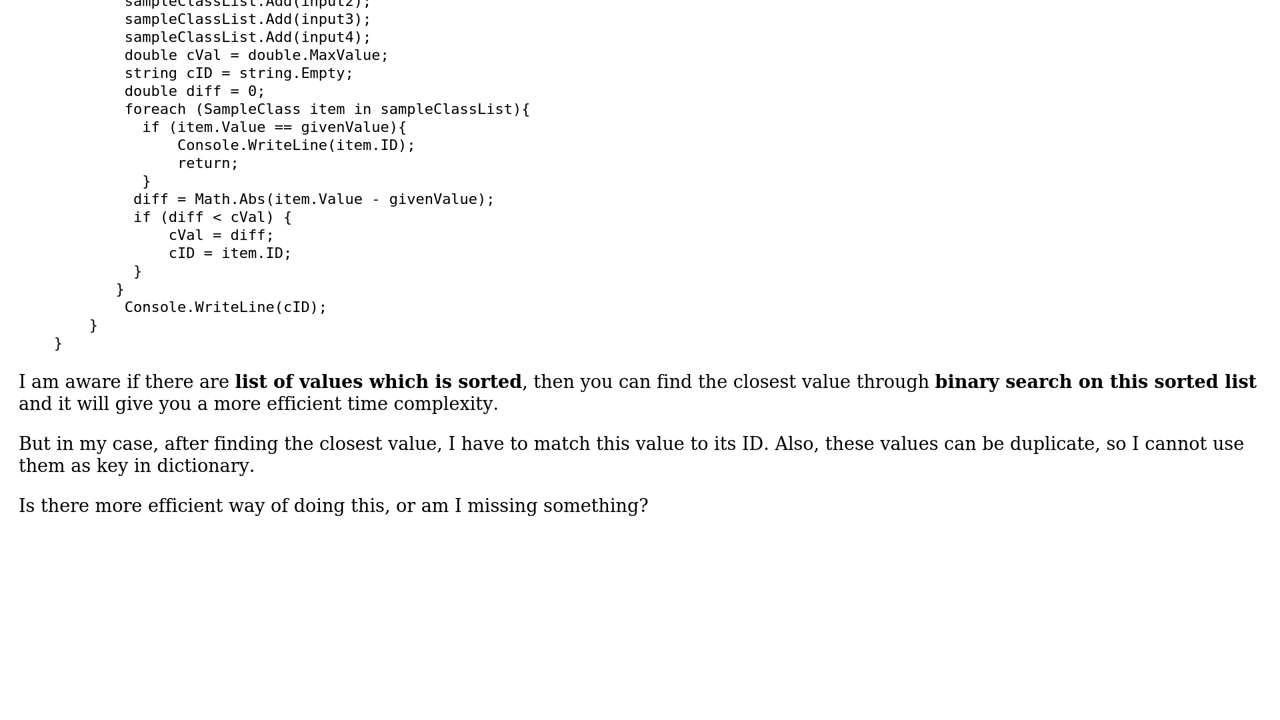 sampleClassList.Add(input2);
sampleClassList.Add(input3);
sampleClassList.Add(input4);
double cVal = double.MaxValue;
string cID = string.Empty;
double diff = 0;
foreach (SampleClass item in sampleClassList){
if (item.Value == givenValue){
Console.WriteLine(item.ID);
return;
}
diff = Math.Abs(item.Value - givenValue);
if (diff < cVal) {
cVal = diff;
cID = item.ID;
}
}
Console.WriteLine(cID);
}
}
I am aware if there are list of values which is sorted, then you can find the closest value through binary search on this sorted list
and it will give you a more efficient time complexity.
But in my case, after finding the closest value, I have to match this value to its ID. Also, these values can be duplicate, so I cannot use
them as key in dictionary.
Is there more efficient way of doing this, or am I missing something?